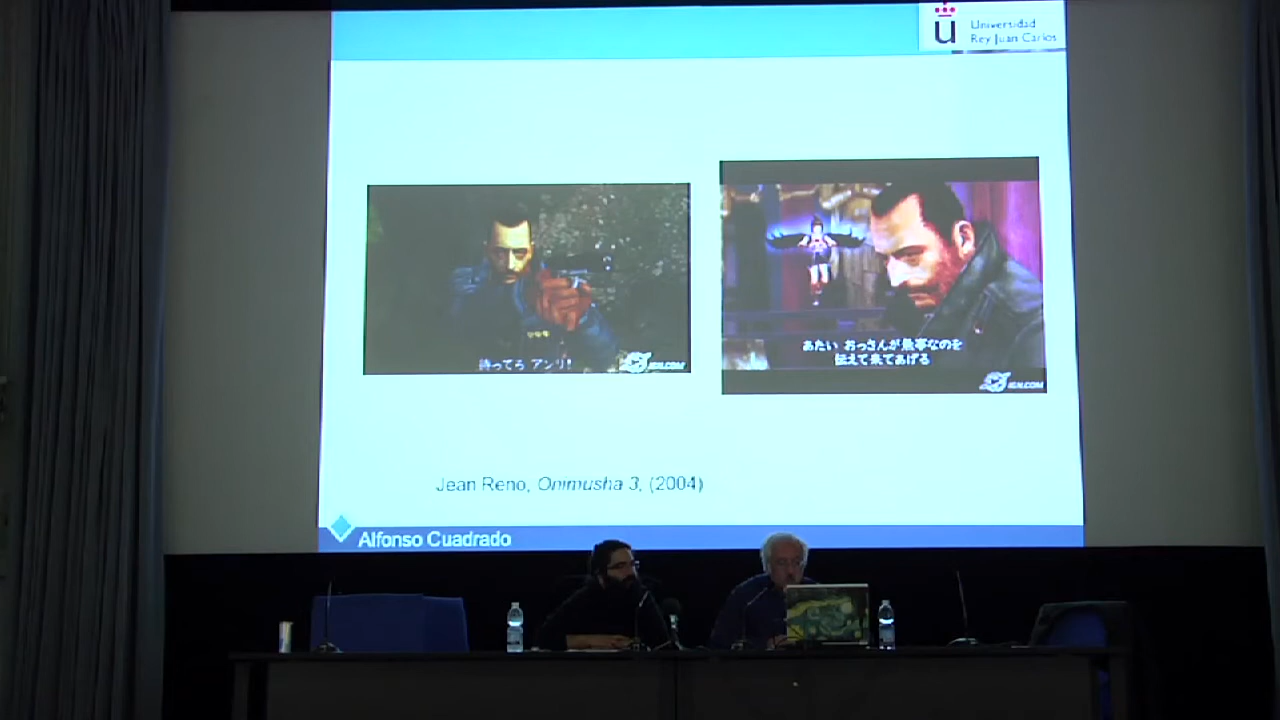 Universidad
Rey Juan Carlos
待ってろ アンリ!
IGN.COM
あたい おっさんが無事なのを
伝えて来てあげる
IGN.COM
Jean Reno, Onimusha 3, (2004)
Alfonso Cuadrado